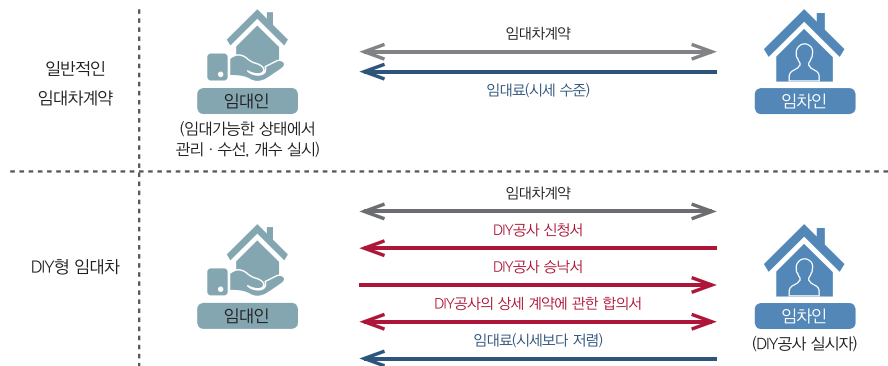 일반적인
임대차계약
임대인
(임대가능한 상태에서
관리 · 수선, 개수 실시)
임대차계약
임대료(시세 수준)
임차인
DIY형 임대차
임대인
임대차계약
DIY공사 신청서
DIY공사 승낙서
DIY공사의 상세 계약에 관한 합의서
임대료(시세보다 저렴)
임차인
(DIY공사 실시자)